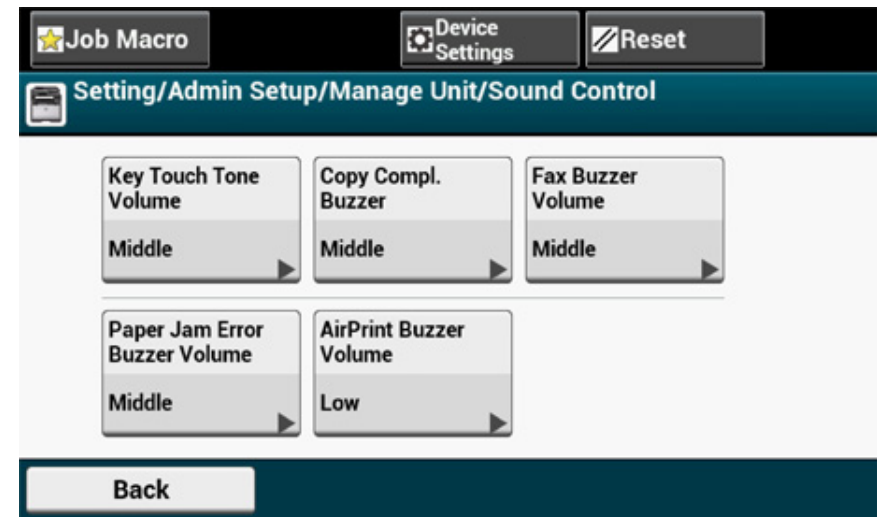 Job Macro
Device
Settings
Reset
Setting/Admin Setup/Manage Unit/Sound Control
Key Touch Tone
Volume
Middle
Copy Compl.
Buzzer
Middle
Fax Buzzer
Volume
Middle
Paper Jam Error
Buzzer Volume
Middle
AirPrint Buzzer
Volume
Low
Back